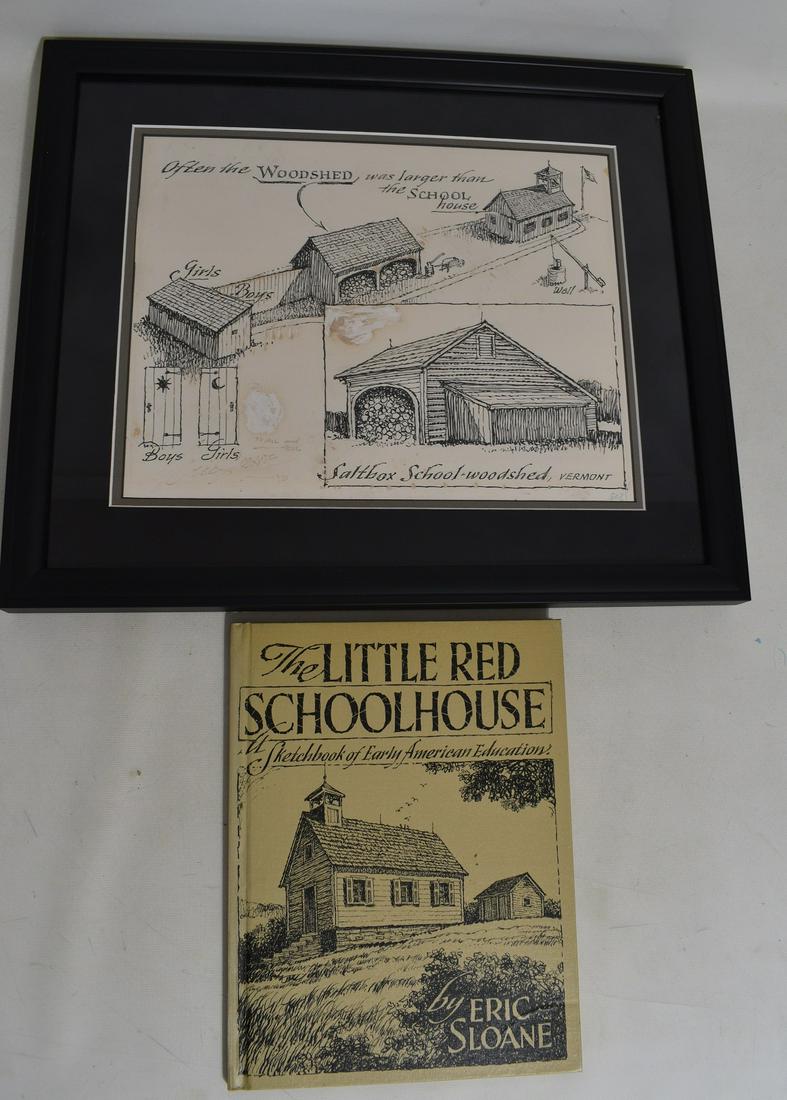 Often the WOODSHED was larger than
the SCHOOL
house
Girls
Boys
Well
Boys Girls
Saltbox School-woodshed, VERMONT
The LITTLE RED
SCHOOLHOUSE
A Sketchbook of Early American Education.
by ERIC
SLOANE